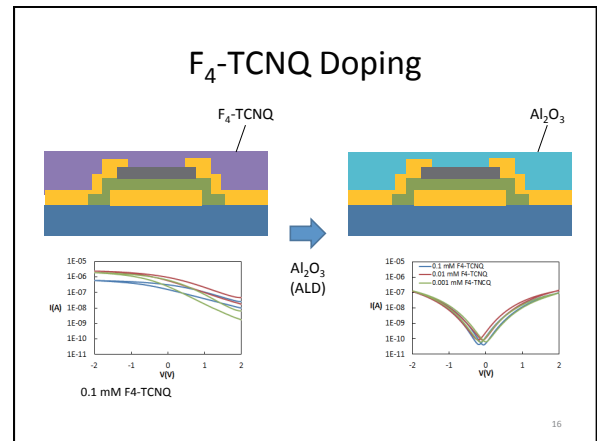 F₄-TCNQ Doping
F₄-TCNQ
Al₂O₃
Al₂O₃
(ALD)
1E-05
1E-06
1E-07
I(A)
1E-08
1E-09
1E-10
1E-11
-2 -1 0 1 2
V(V)
0.1 mM F4-TCNQ
1E-05
1E-06
1E-07
I(A)
1E-08
1E-09
1E-10
1E-11
0.1 mM F4-TCNQ
0.01 mM F4-TCNQ
0.001 mM F4-TNCQ
-2 -1 0 1 2
V(V)
16